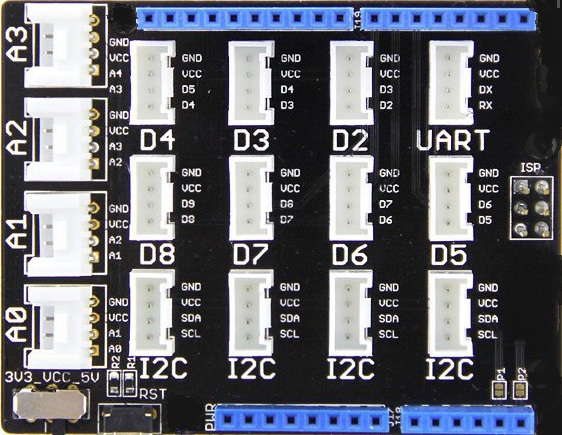 J19
A3
GND
VCC
A4
A3
GND
VCC
D5
D4
D4
GND
VCC
D4
D3
D3
GND
VCC
D3
D2
D2
GND
VCC
DX
RX
UART
A2
GND
VCC
A3
A2
GND
VCC
D9
D8
D8
GND
VCC
D8
D7
D7
GND
VCC
D7
D6
D6
GND
VCC
D6
D5
D5
ISP
A1
GND
VCC
A2
A1
GND
VCC
SDA
SCL
I2C
GND
VCC
SDA
SCL
I2C
GND
VCC
SDA
SCL
I2C
GND
VCC
SDA
SCL
I2C
A0
GND
VCC
A1
A0
3V3 VCC 5V
R2
R1
RST
PWR
J17
J18
P1
P2